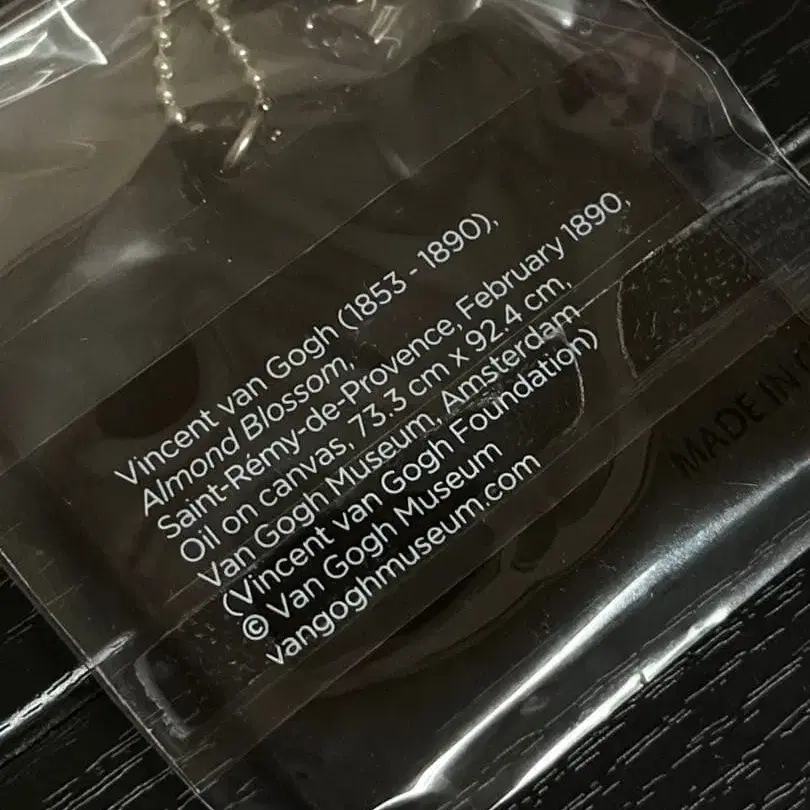 Vincent van Gogh (1853 - 1890),
Almond Blossom,
Saint-Rémy-de-Provence, February 1890,
Oil on canvas, 73.3 cm x 92.4 cm,
Van Gogh Museum, Amsterdam
(Vincent van Gogh Foundation)
© Van Gogh Museum
vangoghmuseum.com
MADE IN